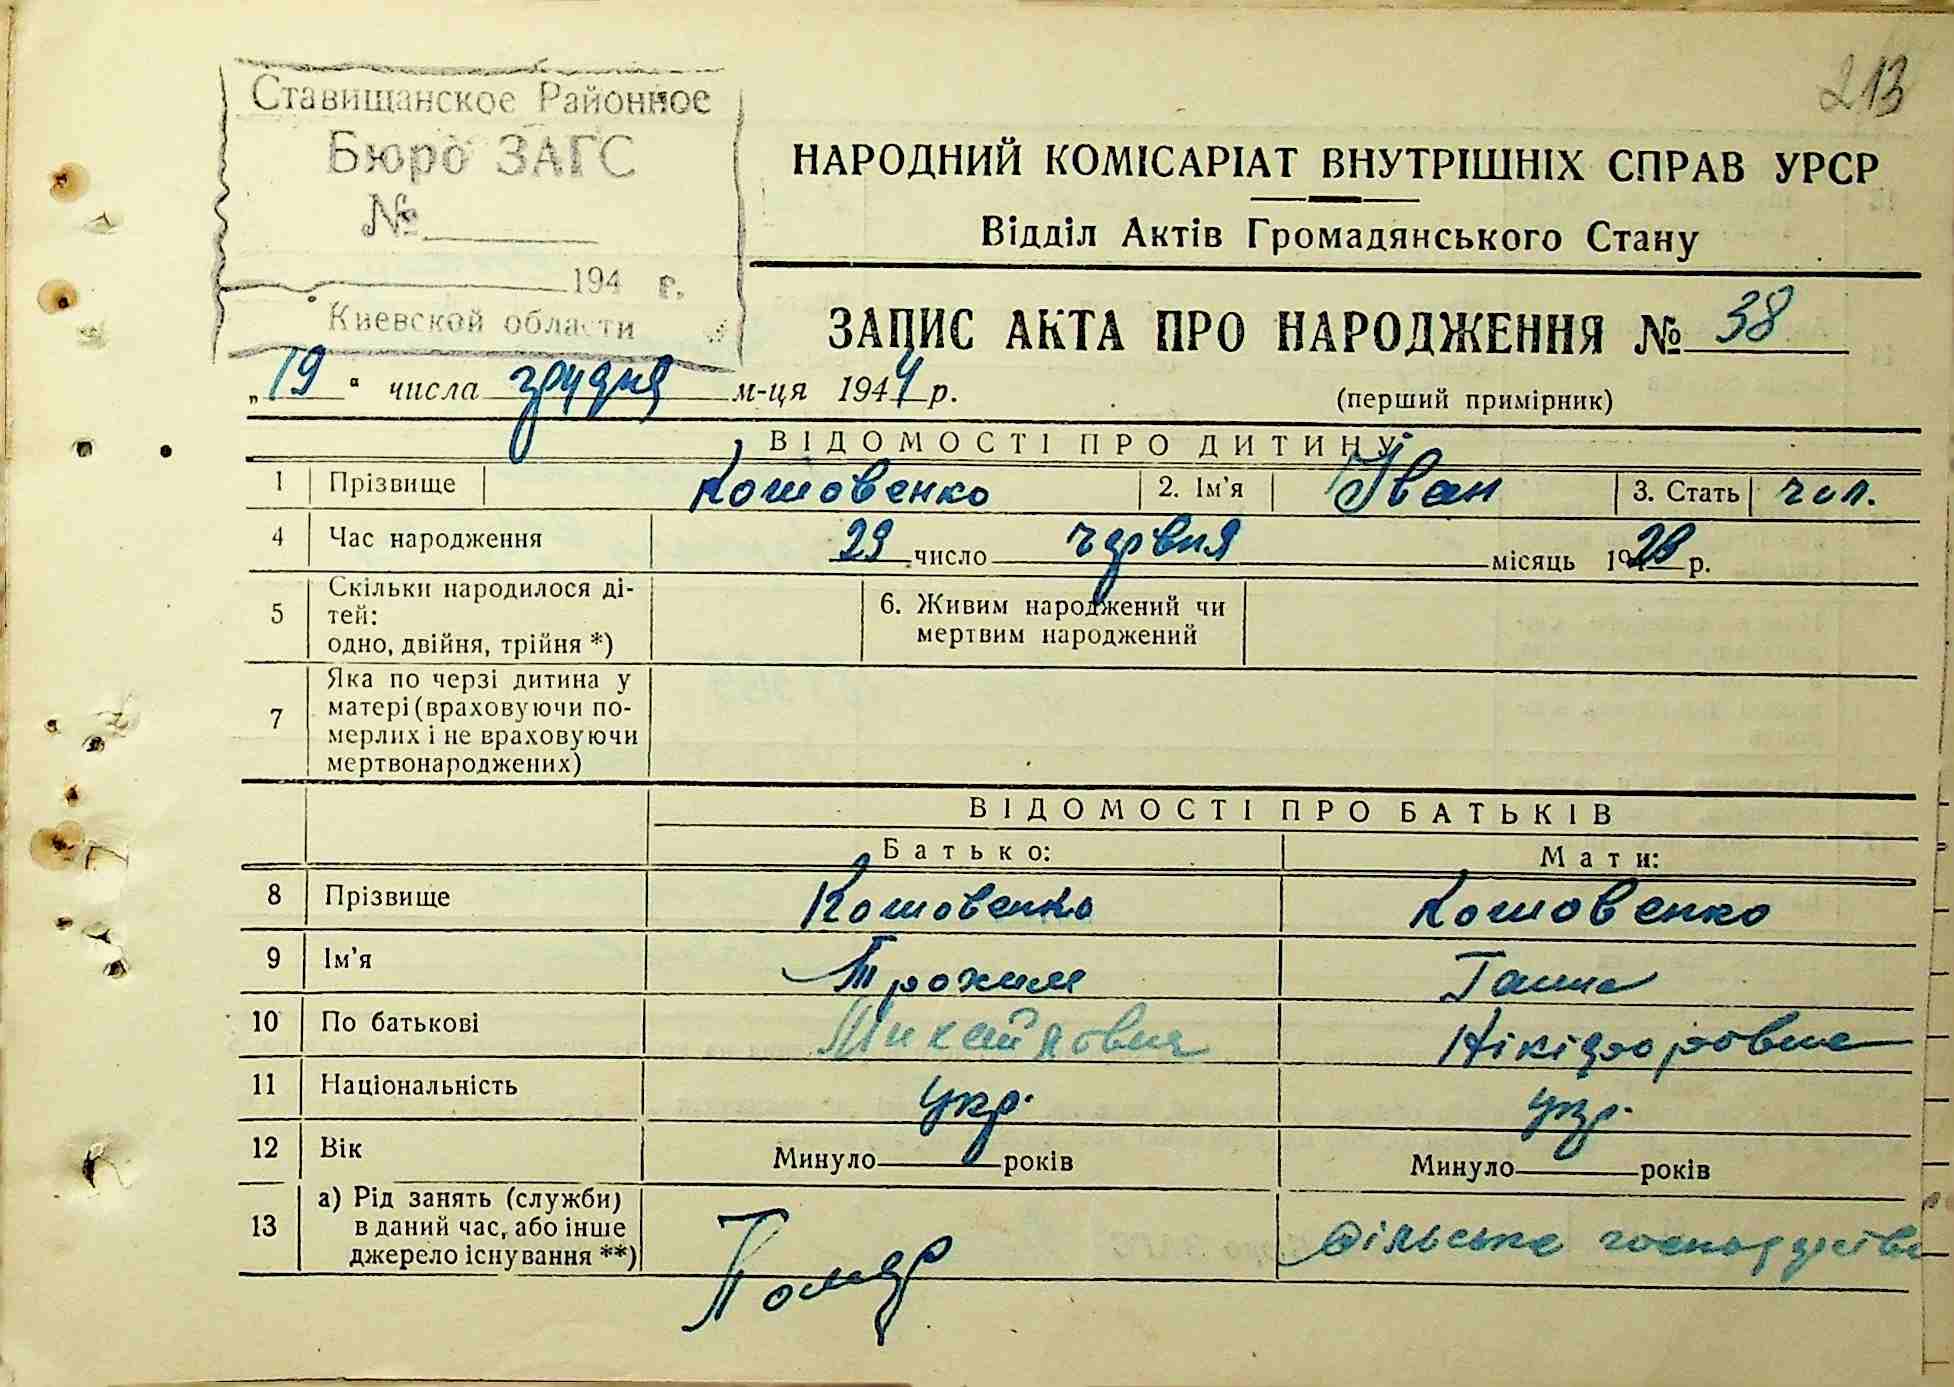 213
Ставищанское Районное
Бюро ЗАГС
№
194 г.
Киевской области
НАРОДНИЙ КОМІСАРІАТ ВНУТРІШНІХ СПРАВ УРСР
Відділ Актів Громадянського Стану
ЗАПИС АКТА ПРО НАРОДЖЕННЯ № 38
„19“ числа грудня м-ця 1944 р.
(перший примірник)
ВІДОМОСТІ ПРО ДИТИНУ
1 Прізвище Кошовенко 2. Ім'я Іван 3. Стать чол.
4 Час народження 29 число червня місяць 1928 р.
5 Скільки народилося ді-
тей:
одно, двійня, трійня *)
6. Живим народжений чи
мертвим народжений
7 Яка по черзі дитина у
матері (враховуючи по-
мерлих і не враховуючи
мертвонароджених)
ВІДОМОСТІ ПРО БАТЬКІВ
Батько: Мати:
8 Прізвище Кошовенко Кошовенко
9 Ім'я Трохим Ганна
10 По батькові Михайлович Нікіфоровна
11 Національність укр. укр.
12 Вік Минуло років Минуло років
13 а) Рід занять (служби)
в даний час, або інше
джерело існування **)
Помер
сільське господарство